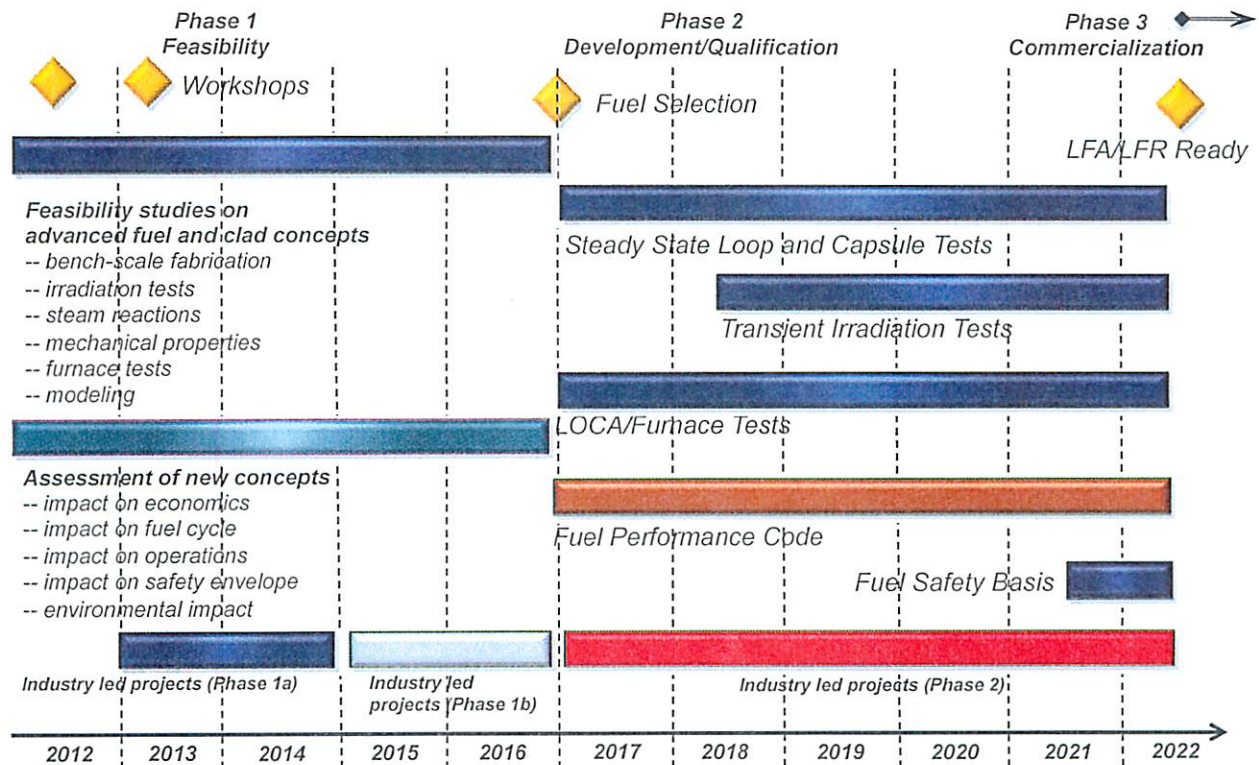 Phase 1
Feasibility
Phase 2
Development/Qualification
Phase 3
Commercialization
Workshops
Fuel Selection
LFA/LFR Ready
Feasibility studies on
advanced fuel and clad concepts
-- bench-scale fabrication
-- irradiation tests
-- steam reactions
-- mechanical properties
-- furnace tests
-- modeling
Steady State Loop and Capsule Tests
Transient Irradiation Tests
LOCA/Furnace Tests
Assessment of new concepts
-- impact on economics
-- impact on fuel cycle
-- impact on operations
-- impact on safety envelope
-- environmental impact
Fuel Performance Code
Fuel Safety Basis
Industry led projects (Phase 1a)
Industry led
projects (Phase 1b)
Industry led projects (Phase 2)
2012 2013 2014 2015 2016 2017 2018 2019 2020 2021 2022